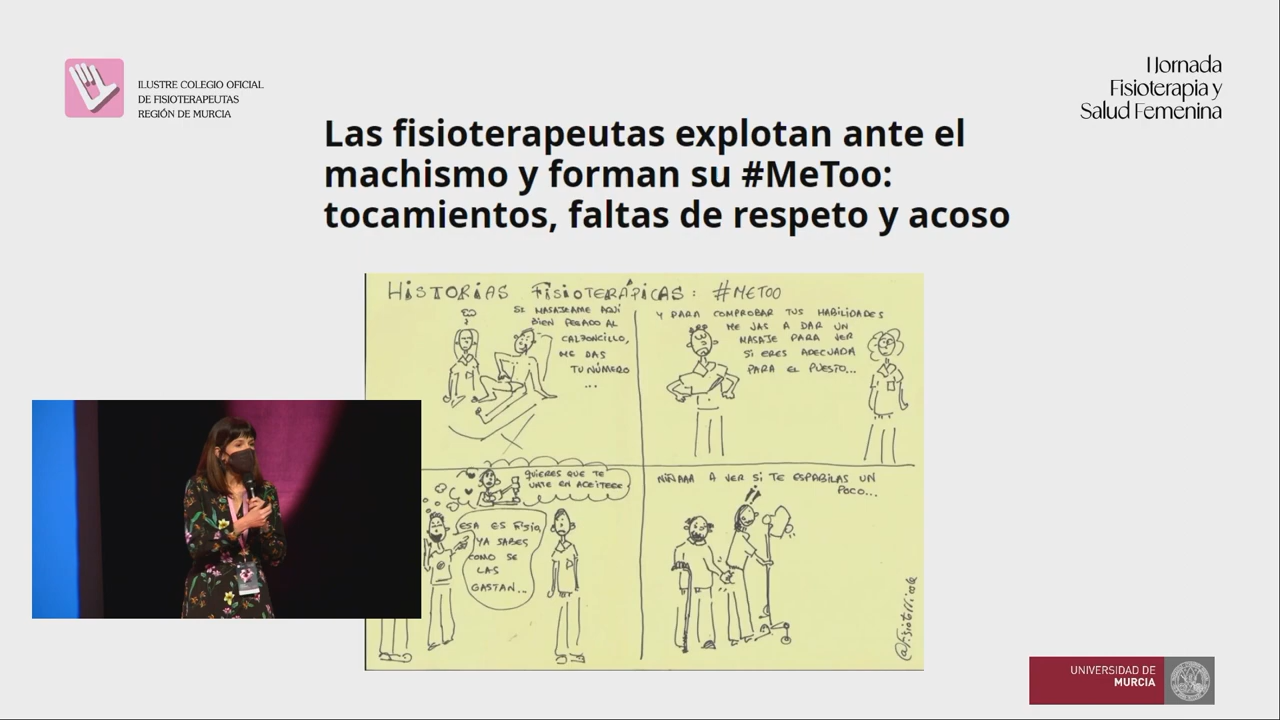 ILUSTRE COLEGIO OFICIAL
DE FISIOTERAPEUTAS
REGIÓN DE MURCIA
I Jornada
Fisioterapia y
Salud Femenina
Las fisioterapeutas explotan ante el
machismo y forman su #MeToo:
tocamientos, faltas de respeto y acoso
HISTORIAS FISIOTERÁPICAS: #METOO
SI MASAJEAME AQUÍ
BIEN PEGADO AL
CALZONCILLO,
ME DAS
TU NÚMERO
...
Y PARA COMPROBAR TUS HABILIDADES
ME VAS A DAR UN
MASAJE PARA VER
SI ERES ADECUADA
PARA EL PUESTO...
QUIERES QUE TE
UNTE EN ACEITEEE
ESA ES FISIO,
YA SABES
COMO SE
LAS
GASTAN...
NIÑAAA A VER SI TE ESPABILAS UN
POCO...
UNIVERSIDAD DE
MURCIA